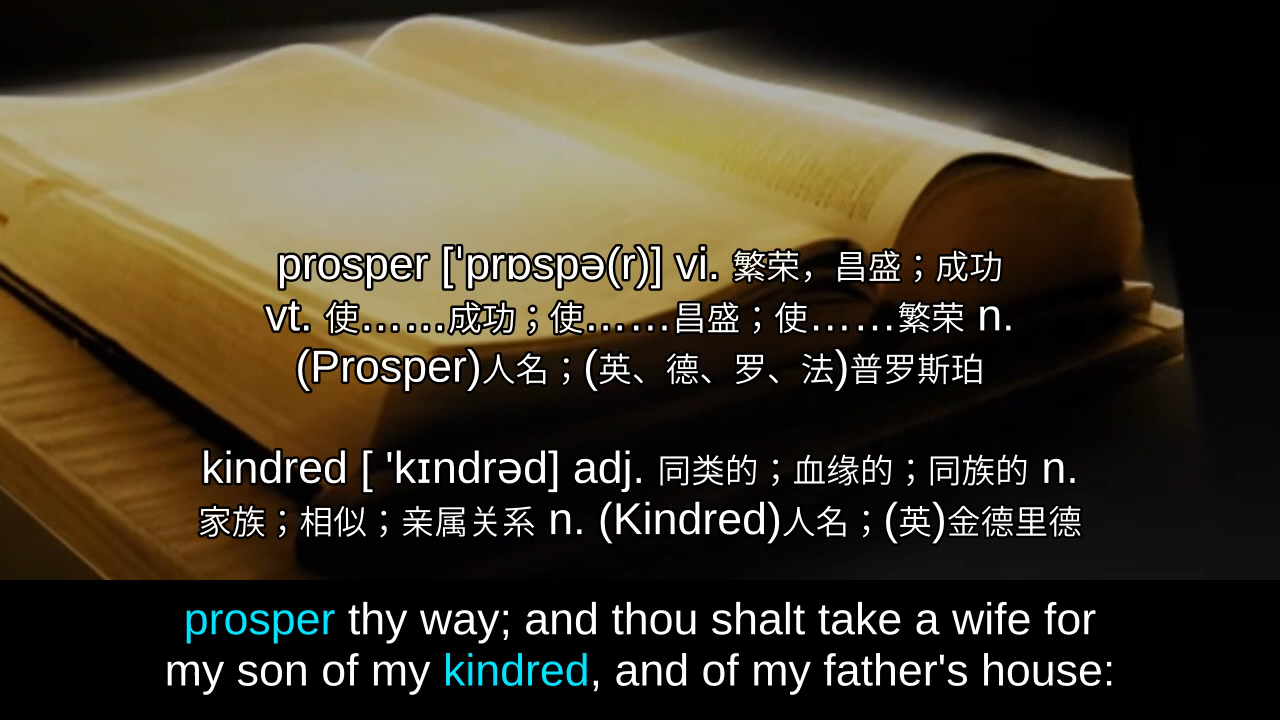 prosper ['prɒspə(r)] vi. 繁荣，昌盛；成功
vt. 使……成功；使……昌盛；使……繁荣 n.
(Prosper)人名；(英、德、罗、法)普罗斯珀
kindred [ 'kɪndrəd] adj. 同类的；血缘的；同族的 n.
家族；相似；亲属关系 n. (Kindred)人名；(英)金德里德
prosper thy way; and thou shalt take a wife for
my son of my kindred, and of my father's house: